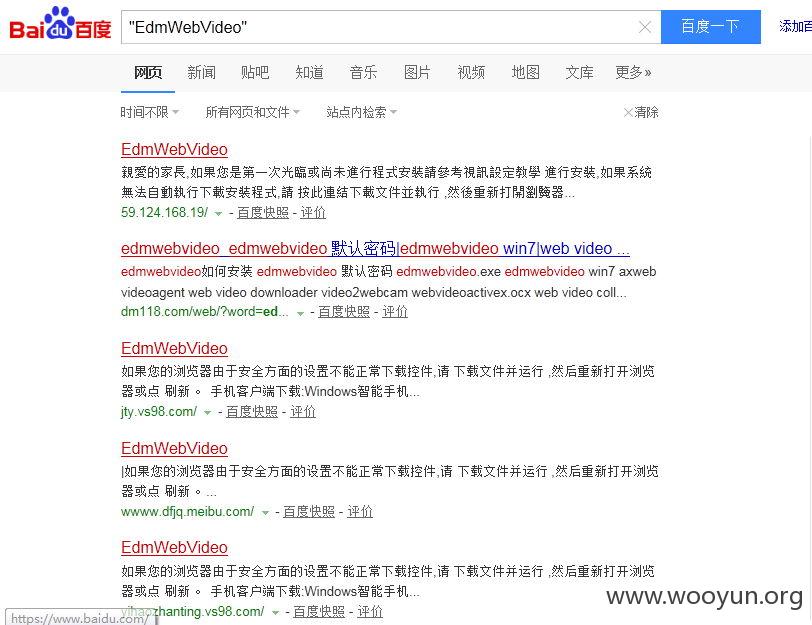 Bai du 百度 "EdmWebVideo" 百度一下 添加百
网页 新闻 贴吧 知道 音乐 图片 视频 地图 文库 更多»
时间不限 所有网页和文件 站点内检索 清除
EdmWebVideo
親愛的家長,如果您是第一次光臨或尚未進行程式安裝請參考視訊設定教學 進行安裝,如果系統
無法自動執行下載安裝程式,請 按此連結下載文件並執行 ,然後重新打開瀏覽器...
59.124.168.19/ - 百度快照 - 评价
edmwebvideo_edmwebvideo 默认密码|edmwebvideo win7|web video ...
edmwebvideo如何安装 edmwebvideo 默认密码 edmwebvideo.exe edmwebvideo win7 axweb
videoagent web video downloader video2webcam webvideoactivex.ocx web video coll...
dm118.com/web/?word=ed... - 百度快照 - 评价
EdmWebVideo
如果您的浏览器由于安全方面的设置不能正常下载控件,请 下载文件并运行 ,然后重新打开浏览
器或点 刷新 。 手机客户端下载:Windows智能手机...
jty.vs98.com/ - 百度快照 - 评价
EdmWebVideo
|如果您的浏览器由于安全方面的设置不能正常下载控件,请 下载文件并运行 ,然后重新打开浏览
器或点 刷新 。...
wwww.dfjq.meibu.com/ - 百度快照 - 评价
EdmWebVideo
如果您的浏览器由于安全方面的设置不能正常下载控件,请 下载文件并运行 ,然后重新打开浏览
器或点 刷新 。 手机客户端下载:Windows智能手机...
yihaozhanting.vs98.com/ - 百度快照 - 评价
www.wooyun.org
https://www.baidu.com/